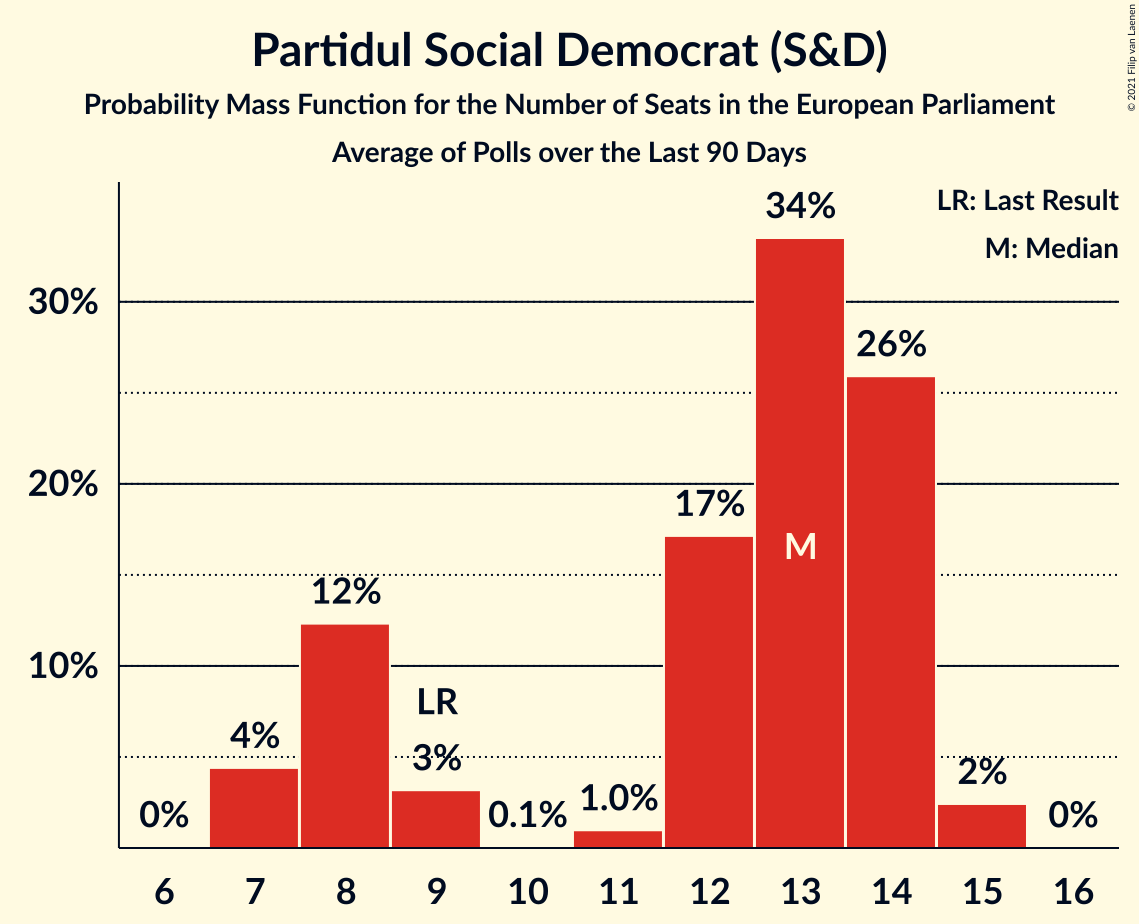 Partidul Social Democrat (S&D)
Probability Mass Function for the Number of Seats in the European Parliament
Average of Polls over the Last 90 Days
© 2021 Filip van Laenen
LR: Last Result
M: Median
30%
20%
10%
0%
4%
12%
LR
3%
0.1%
1.0%
17%
34%
M
26%
2%
0%
6 7 8 9 10 11 12 13 14 15 16